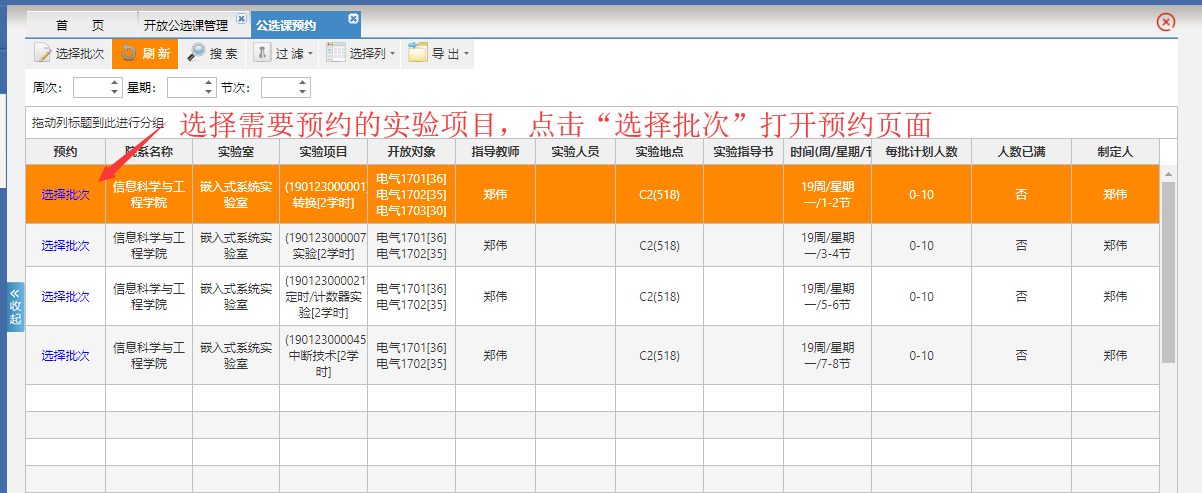 首 页 开放公选课管理 公选课预约
选择批次 刷新 搜索 过滤 选择列 导出
周次: 星期: 节次:
拖动列标题到此进行分组
选择需要预约的实验项目，点击“选择批次”打开预约页面
预约 院系名称 实验室 实验项目 开放对象 指导教师 实验人员 实验地点 实验指导书 时间(周/星期/节 每批计划人数 人数已满 制定人
选择批次 信息科学与工程学院 嵌入式系统实验室 (190123000001)转换[2学时] 电气1701[36] 电气1702[35] 电气1703[30] 郑伟 C2(518) 19周/星期一/1-2节 0-10 否 郑伟
选择批次 信息科学与工程学院 嵌入式系统实验室 (190123000007 实验[2学时] 电气1701[36] 电气1702[35] 郑伟 C2(518) 19周/星期一/3-4节 0-10 否 郑伟
选择批次 信息科学与工程学院 嵌入式系统实验室 (190123000021 定时/计数器实验[2学时] 电气1701[36] 电气1702[35] 郑伟 C2(518) 19周/星期一/5-6节 0-10 否 郑伟
选择批次 信息科学与工程学院 嵌入式系统实验室 (190123000045 中断技术[2学时] 电气1701[36] 电气1702[35] 郑伟 C2(518) 19周/星期一/7-8节 0-10 否 郑伟
收起